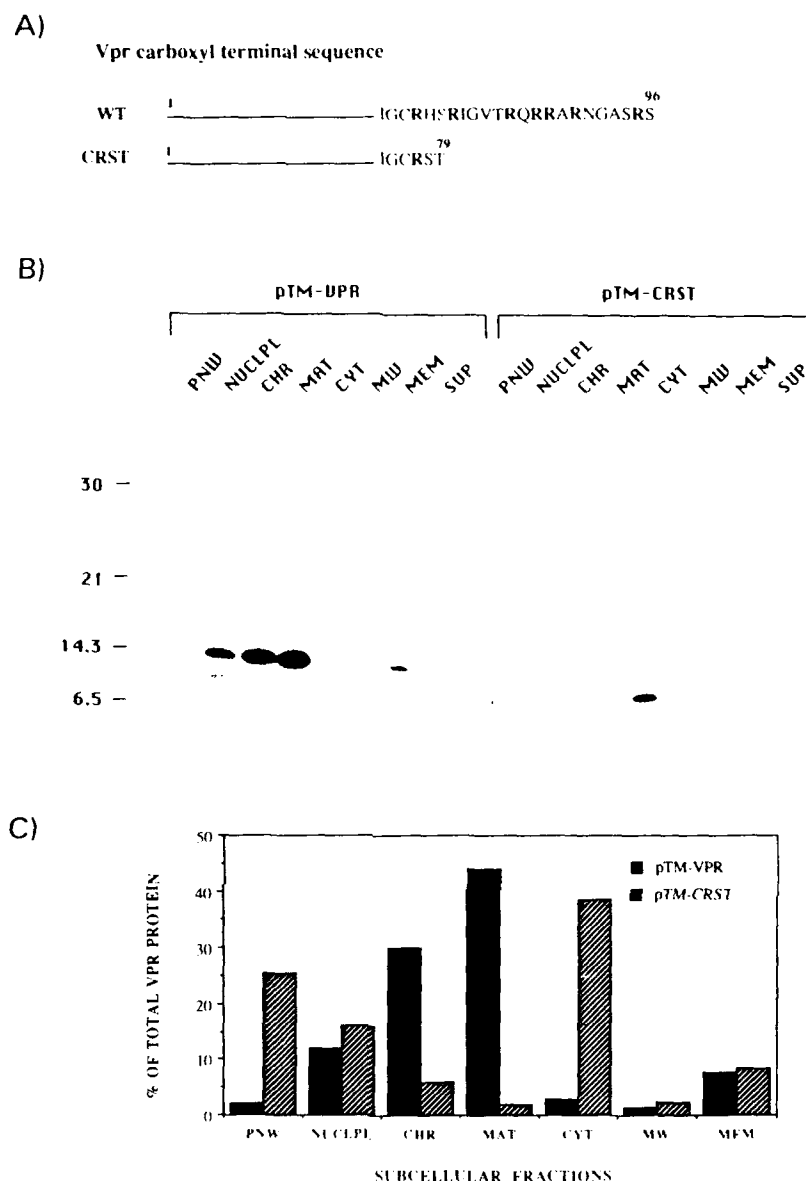 A)
Vpr carboxyl terminal sequence
1 96
WT IGCRHSRIGVTRQRRARNGASRS
1 79
CRST IGCRST
B)
pTM-VPR pTM-CRST
PNW NUCLPL CHR MAT CYT MW MEM SUP PNW NUCLPL CHR MAT CYT MW MEM SUP
30
21
14.3
6.5
C)
50
40
30
20
10
0
% OF TOTAL VPR PROTEIN
pTM-VPR
pTM-CRST
PNW NUCLPL CHR MAT CYT MW MEM
SUBCELLULAR FRACTIONS